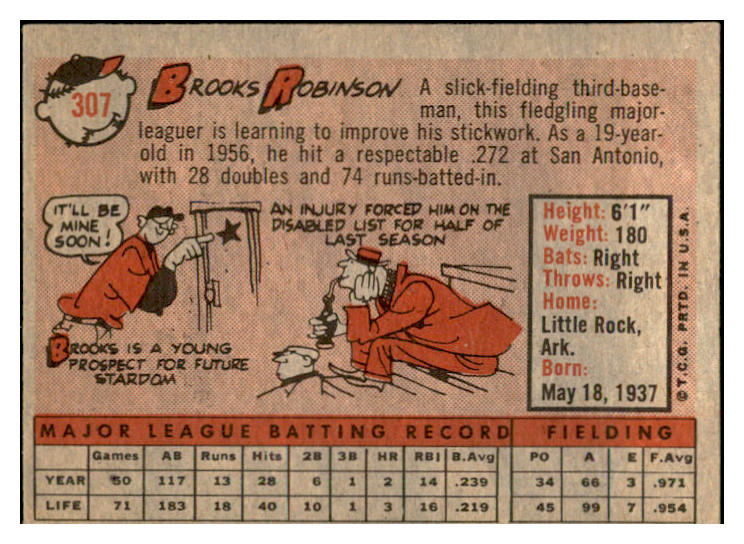 307
BROOKS ROBINSON A slick-fielding third-base-
man, this fledgling major-
leaguer is learning to improve his stickwork. As a 19-year-
old in 1956, he hit a respectable .272 at San Antonio,
with 28 doubles and 74 runs-batted-in.
IT'LL BE
MINE
SOON!
BROOKS IS A YOUNG
PROSPECT FOR FUTURE
STARDOM
AN INJURY FORCED HIM ON THE
DISABLED LIST FOR HALF OF
LAST SEASON
Height: 6'1"
Weight: 180
Bats: Right
Throws: Right
Home:
Little Rock,
Ark.
Born:
May 18, 1937
© T.C.G. PRTD. IN U.S.A.
MAJOR LEAGUE BATTING RECORD FIELDING
Games AB Runs Hits 2B 3B HR RBI B.Avg PO A E F.Avg
YEAR 50 117 13 28 6 1 2 14 .239 34 66 3 .971
LIFE 71 183 18 40 10 1 3 16 .219 45 99 7 .954